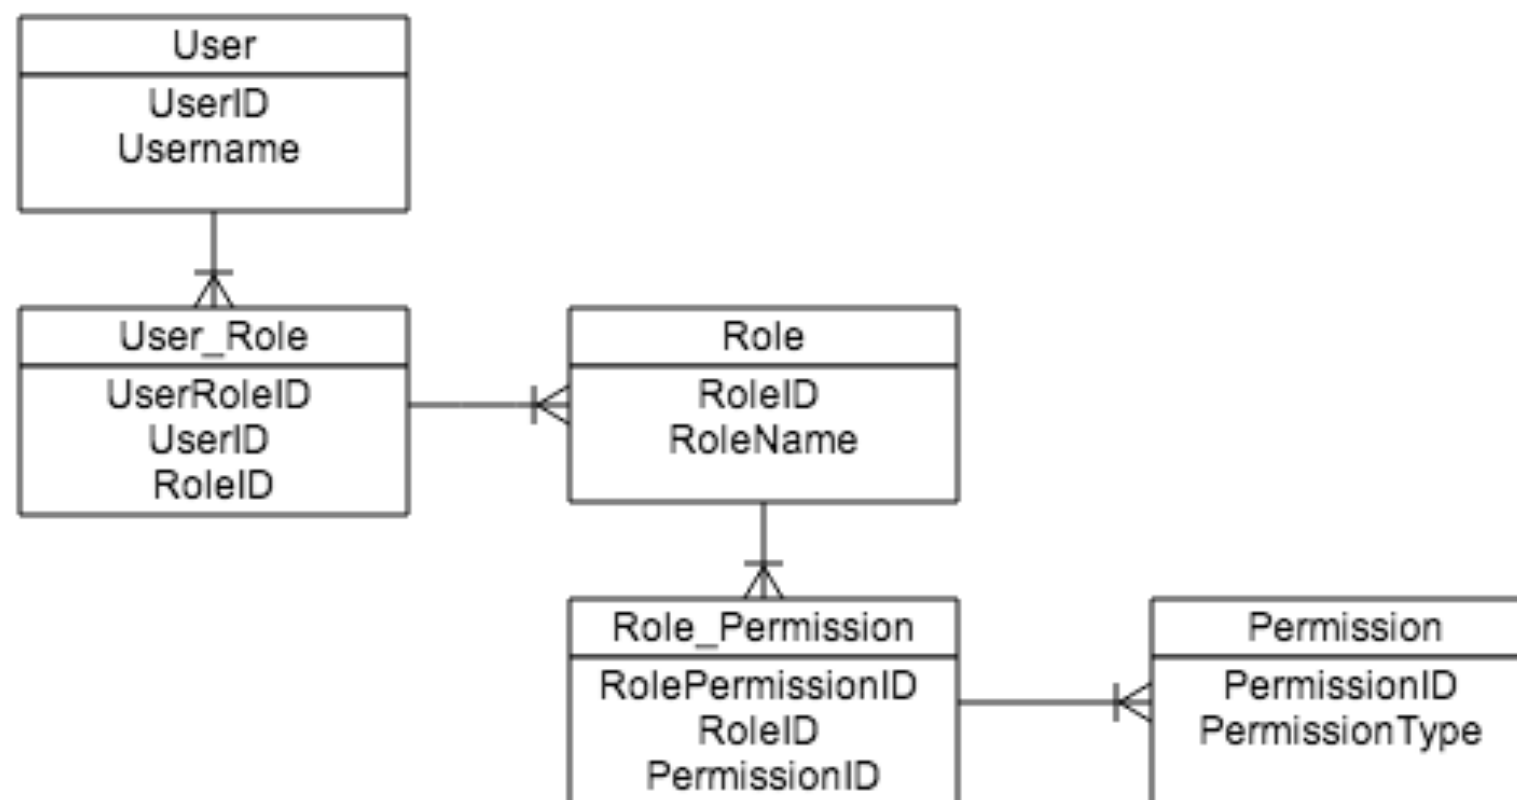 User
UserID
Username
User_Role
UserRoleID
UserID
RoleID
Role
RoleID
RoleName
Role_Permission
RolePermissionID
RoleID
PermissionID
Permission
PermissionID
PermissionType